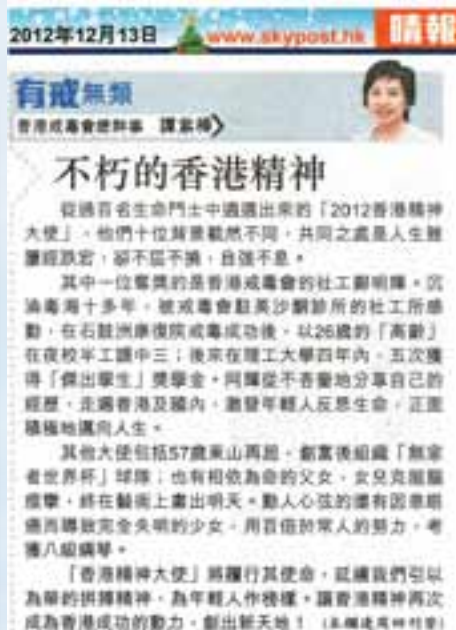 2012年12月13日
www.skypost.hk
晴報
有戒無類
香港戒毒會總幹事 譚紫樺
不朽的香港精神
從過百名生命鬥士中遴選出來的「2012香港精神
大使」，他們十位背景截然不同，共同之處是人生雖
屢經跌宕，卻不屈不撓，自強不息。
其中一位得獎的是香港戒毒會的社工鄭明輝。沉
淪毒海十多年，被戒毒會駐美沙酮診所的社工所感
動，在石鼓洲康復院戒毒成功後，以26歲的「高齡」
在夜校半工讀中三；後來在理工大學四年內，五次獲
得「傑出學生」獎學金。阿輝從不吝嗇地分享自己的
經歷，走遍香港及國內，激發年輕人反思生命，正面
積極地邁向人生。
其他大使包括57歲東山再起，創富後組織「無家
者世界杯」球隊；也有相依為命的父女，女兒克服腦
痙攣，終在藝術上畫出明天。動人心弦的還有因患眼
癌而導致完全失明的少女，用百倍於常人的努力，考
獲八級鋼琴。
「香港精神大使」將履行其使命，延續我們引以
為榮的拼搏精神，為年輕人作榜樣。讓香港精神再次
成為香港成功的動力，創出新天地！